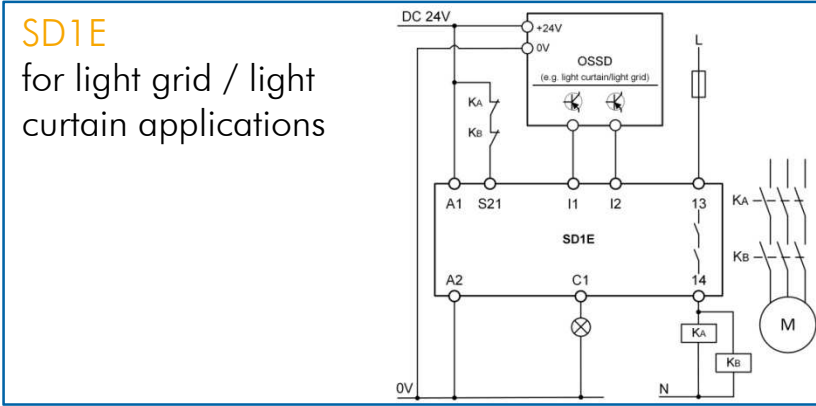 SD1E
for light grid / light
curtain applications
DC 24V
+24V
0V
OSSD
(e.g. light curtain/light grid)
L
KA
KB
A1 S21 I1 I2 13
SD1E
A2 C1 14
KA
KB
M
KA
KB
0V
N